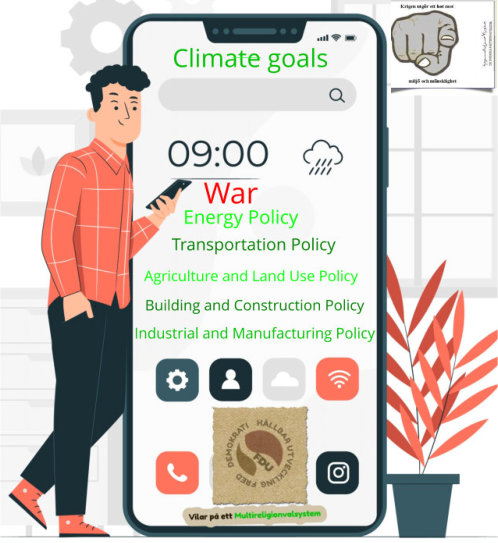 Krigen utgör ett hot mot
miljö och mänsklighet
Climate goals
09:00
War
Energy Policy
Transportation Policy
Agriculture and Land Use Policy
Building and Construction Policy
Industrial and Manufacturing Policy
DEMOKRATI HÅLLBAR UTVECKLING FRED
FDU
Vilar på ett Multireligionvalsystem